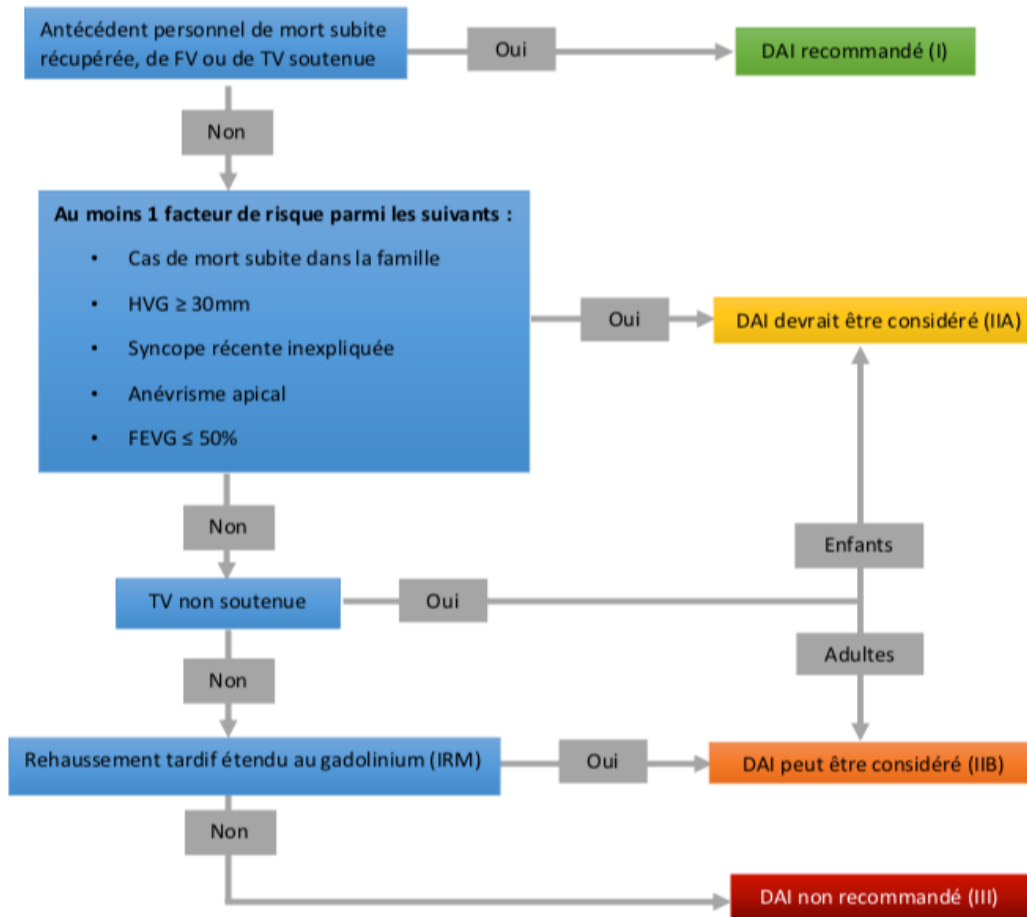 Antécédent personnel de mort subite
récupérée, de FV ou de TV soutenue
Oui
DAI recommandé (I)
Non
Au moins 1 facteur de risque parmi les suivants :
• Cas de mort subite dans la famille
• HVG ≥ 30mm
• Syncope récente inexpliquée
• Anévrisme apical
• FEVG ≤ 50%
Oui
DAI devrait être considéré (IIA)
Non
Enfants
TV non soutenue
Oui
Adultes
Non
Rehaussement tardif étendu au gadolinium (IRM)
Oui
DAI peut être considéré (IIB)
Non
DAI non recommandé (III)